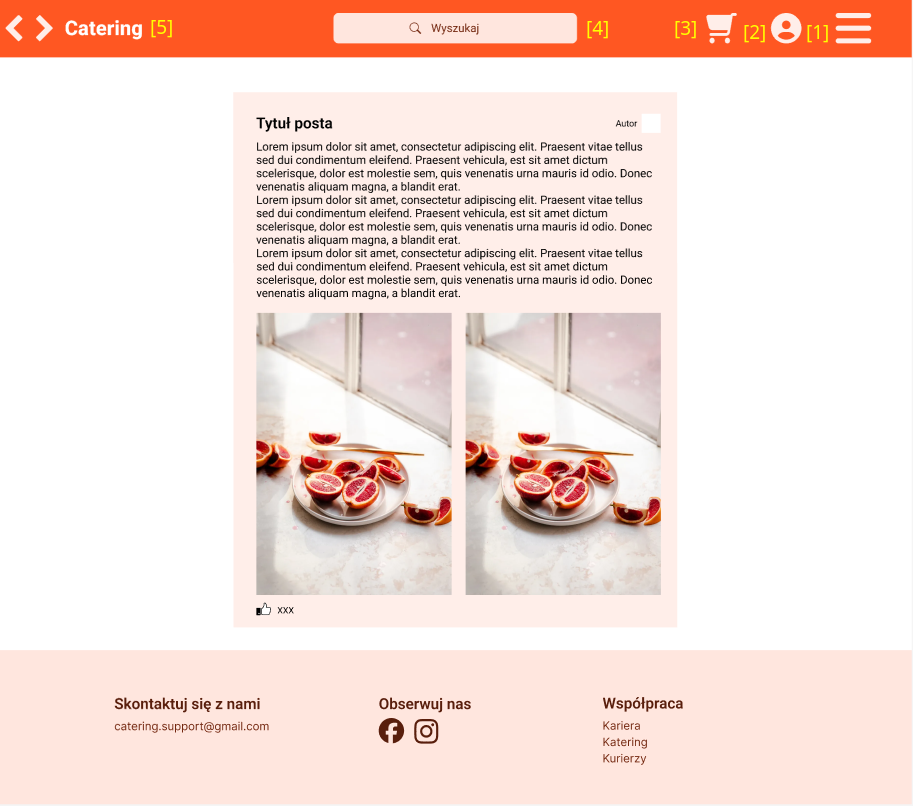 Catering [5] Wyszukaj [4] [3] [2] [1]
Tytuł posta Autor
Lorem ipsum dolor sit amet, consectetur adipiscing elit. Praesent vitae tellus
sed dui condimentum eleifend. Praesent vehicula, est sit amet dictum
scelerisque, dolor est molestie sem, quis venenatis urna mauris id odio. Donec
venenatis aliquam magna, a blandit erat.
Lorem ipsum dolor sit amet, consectetur adipiscing elit. Praesent vitae tellus
sed dui condimentum eleifend. Praesent vehicula, est sit amet dictum
scelerisque, dolor est molestie sem, quis venenatis urna mauris id odio. Donec
venenatis aliquam magna, a blandit erat.
Lorem ipsum dolor sit amet, consectetur adipiscing elit. Praesent vitae tellus
sed dui condimentum eleifend. Praesent vehicula, est sit amet dictum
scelerisque, dolor est molestie sem, quis venenatis urna mauris id odio. Donec
venenatis aliquam magna, a blandit erat.
xxx
Skontaktuj się z nami
catering.support@gmail.com
Obserwuj nas
Współpraca
Kariera
Katering
Kurierzy